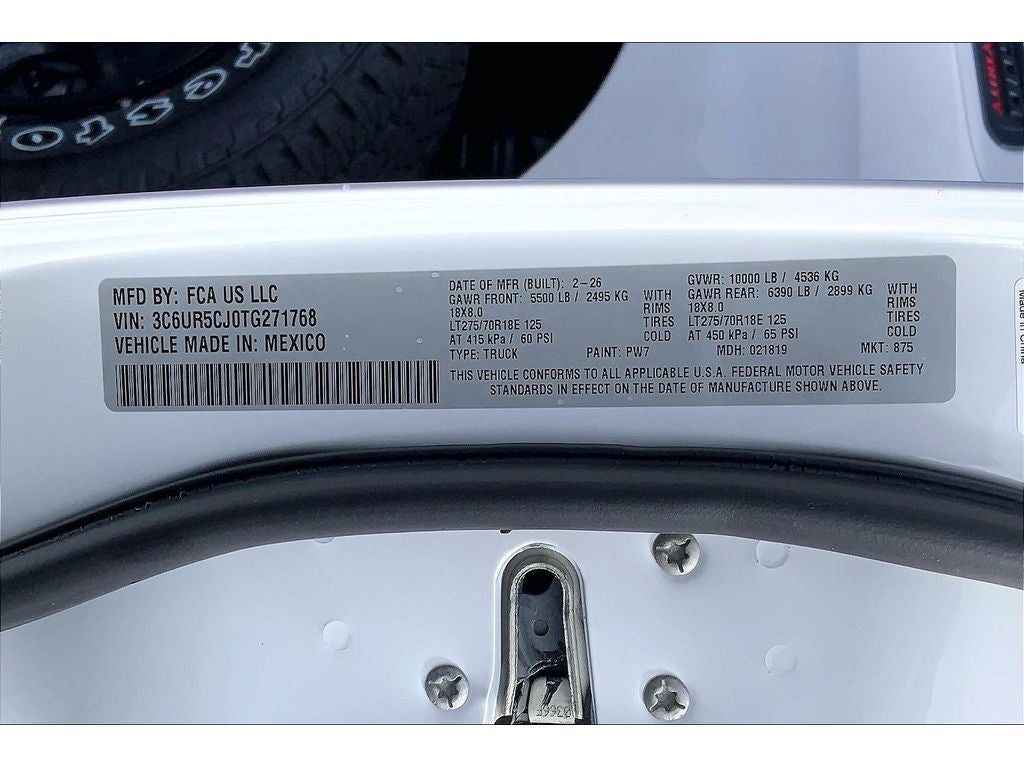 MFD BY: FCA US LLC
VIN: 3C6UR5CJ0TG271768
VEHICLE MADE IN: MEXICO
DATE OF MFR (BUILT): 2-26
GAWR FRONT: 5500 LB / 2495 KG WITH
18X8.0 RIMS
LT275/70R18E 125 TIRES
AT 415 kPa / 60 PSI COLD
TYPE: TRUCK PAINT: PW7
GVWR: 10000 LB / 4536 KG
GAWR REAR: 6390 LB / 2899 KG WITH
18X8.0 RIMS
LT275/70R18E 125 TIRES
AT 450 kPa / 65 PSI COLD
MDH: 021819 MKT: 875
THIS VEHICLE CONFORMS TO ALL APPLICABLE U.S.A. FEDERAL MOTOR VEHICLE SAFETY
STANDARDS IN EFFECT ON THE DATE OF MANUFACTURE SHOWN ABOVE.
Made in China